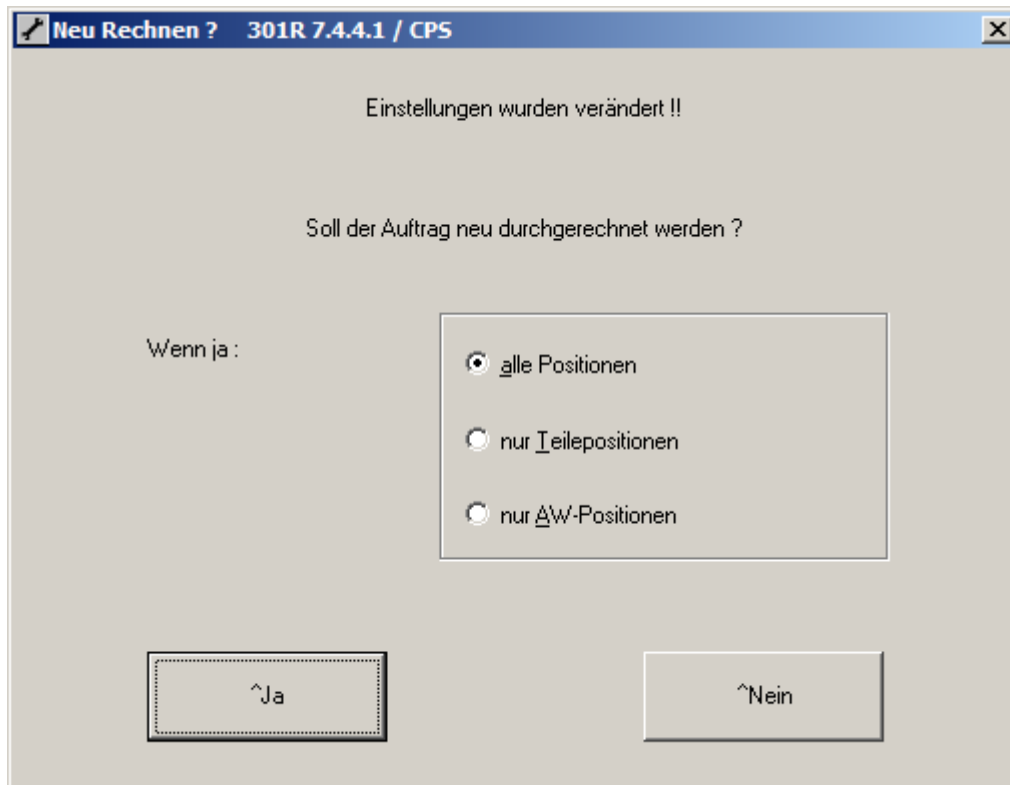 Neu Rechnen ? 301R 7.4.4.1 / CPS
Einstellungen wurden verändert !!
Soll der Auftrag neu durchgerechnet werden ?
Wenn ja :
alle Positionen
nur Teilepositionen
nur AW-Positionen
^Ja
^Nein